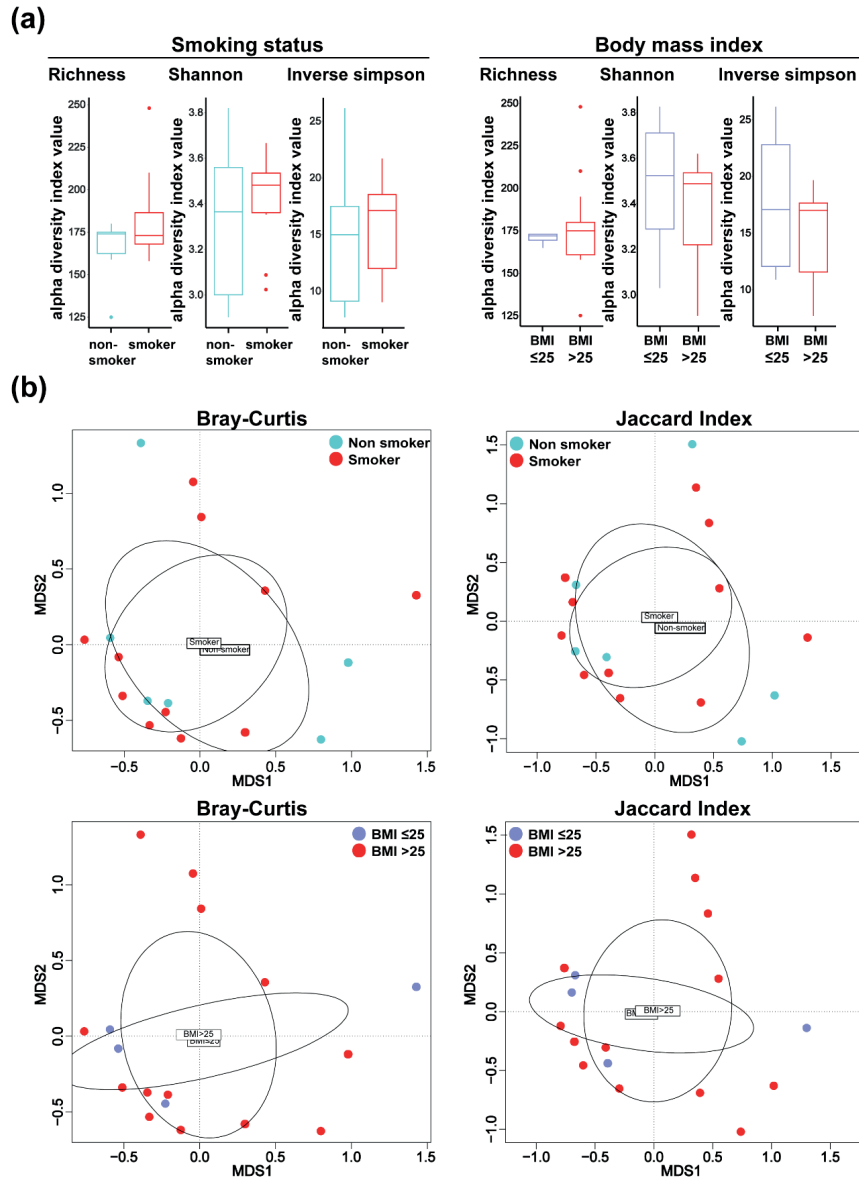 (a)
Smoking status
Body mass index
Richness Shannon Inverse simpson
Richness Shannon Inverse simpson
alpha diversity index value
250
225
200
175
150
125
non-smoker
smoker
alpha diversity index value
3.8
3.6
3.4
3.2
3.0
non-smoker
smoker
alpha diversity index value
25
20
15
10
non-smoker
smoker
alpha diversity index value
250
225
200
175
150
125
BMI ≤25
BMI >25
alpha diversity index value
3.8
3.6
3.4
3.2
3.0
BMI ≤25
BMI >25
alpha diversity index value
25
20
15
10
BMI ≤25
BMI >25
(b)
Bray-Curtis
Non smoker
Smoker
MDS2
1.0
0.5
0.0
−0.5
Smoker
Non-smoker
−0.5 0.0 0.5 1.0 1.5
MDS1
Jaccard Index
Non smoker
Smoker
MDS2
1.5
1.0
0.5
0.0
−0.5
−1.0
Smoker
Non-smoker
−1.0 −0.5 0.0 0.5 1.0 1.5
MDS1
Bray-Curtis
BMI ≤25
BMI >25
MDS2
1.0
0.5
0.0
−0.5
BMI>25
−0.5 0.0 0.5 1.0 1.5
MDS1
Jaccard Index
BMI ≤25
BMI >25
MDS2
1.5
1.0
0.5
0.0
−0.5
−1.0
BMI>25
−1.0 −0.5 0.0 0.5 1.0 1.5
MDS1